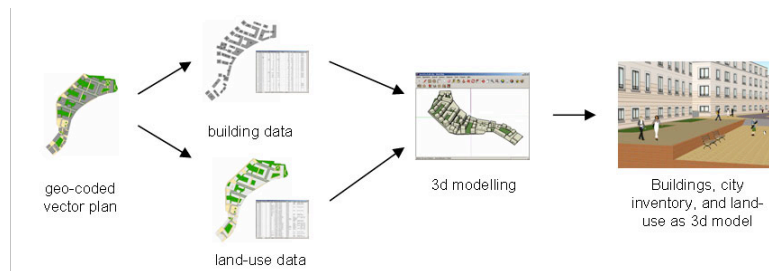 building data
geo-coded
vector plan
3d modelling
Buildings, city
inventory, and land-
use as 3d model
land-use data